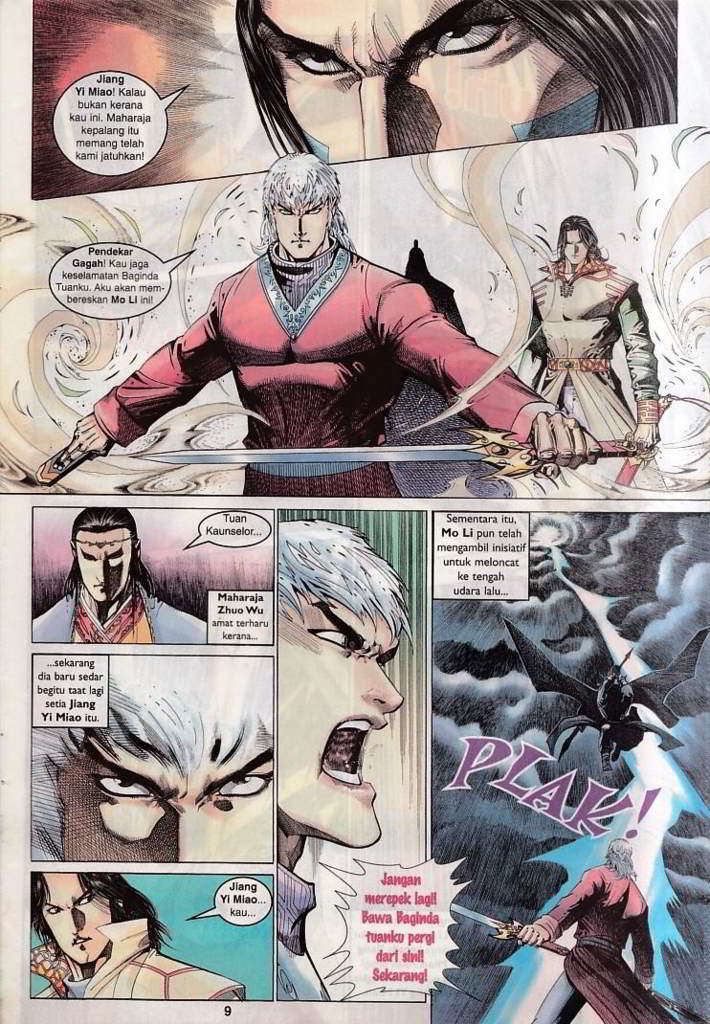 Jiang
Yi Miao! Kalau
bukan kerana
kau ini. Maharaja
kepalang itu
memang telah
kami jatuhkan!
Pendekar
Gagah! Kau jaga
keselamatan Baginda
Tuanku. Aku akan mem-
bereskan Mo Li ini!
Tuan
Kaunselor...
Maharaja
Zhuo Wu
amat terharu
kerana...
...sekarang
dia baru sedar
begitu taat lagi
setia Jiang
Yi Miao itu.
Jiang
Yi Miao...
kau...
Jangan
merepek lagi!
Bawa Baginda
tuanku pergi
dari sini!
Sekarang!
Sementara itu,
Mo Li pun telah
mengambil inisiatif
untuk meloncat
ke tengah
udara lalu...
PLAK!
9